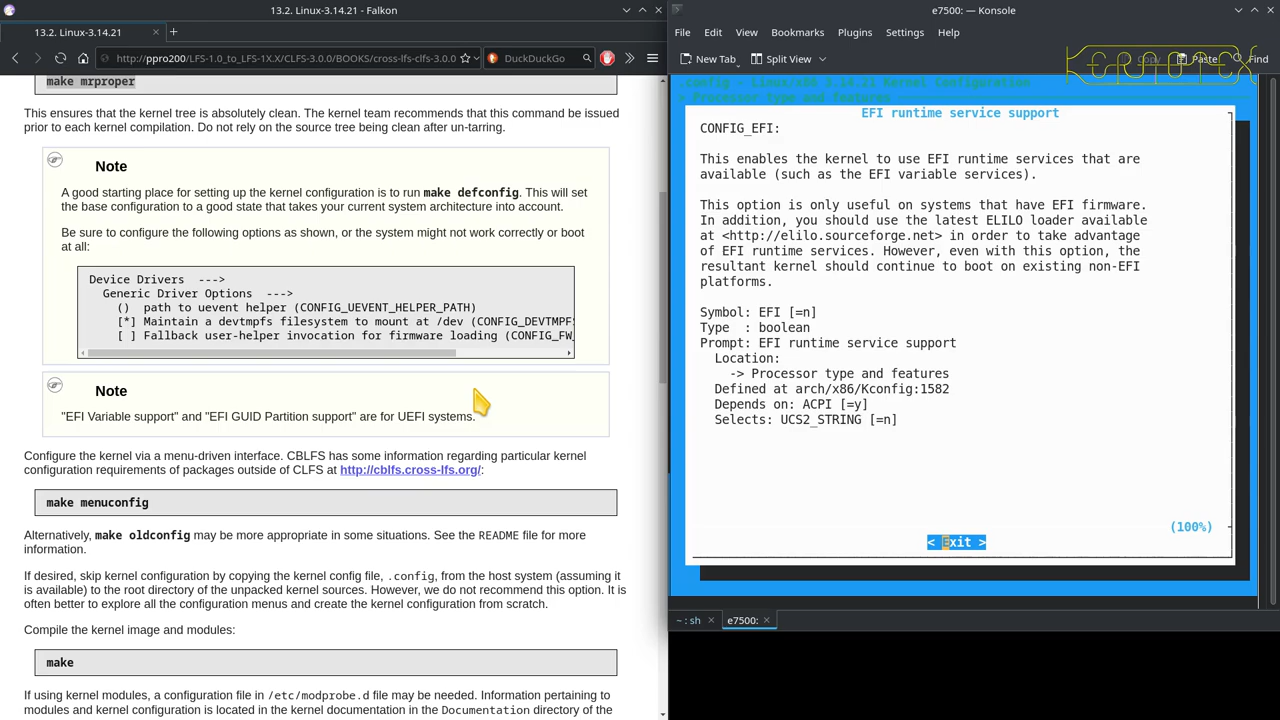 13.2. Linux-3.14.21 - Falkon
13.2. Linux-3.14.21
http://ppro200/LFS-1.0_to_LFS-1X.X/CLFS-3.0.0/BOOKS/cross-lfs-clfs-3.0.0
DuckDuckGo
make mrproper
This ensures that the kernel tree is absolutely clean. The kernel team recommends that this command be issued
prior to each kernel compilation. Do not rely on the source tree being clean after un-tarring.
Note
A good starting place for setting up the kernel configuration is to run make defconfig. This will set
the base configuration to a good state that takes your current system architecture into account.
Be sure to configure the following options as shown, or the system might not work correctly or boot
at all:
Device Drivers --->
Generic Driver Options --->
() path to uevent helper (CONFIG_UEVENT_HELPER_PATH)
[*] Maintain a devtmpfs filesystem to mount at /dev (CONFIG_DEVTMPFS
[ ] Fallback user-helper invocation for firmware loading (CONFIG_FW_
Note
"EFI Variable support" and "EFI GUID Partition support" are for UEFI systems.
Configure the kernel via a menu-driven interface. CBLFS has some information regarding particular kernel
configuration requirements of packages outside of CLFS at http://cblfs.cross-lfs.org/:
make menuconfig
Alternatively, make oldconfig may be more appropriate in some situations. See the README file for more
information.
If desired, skip kernel configuration by copying the kernel config file, .config, from the host system (assuming it
is available) to the root directory of the unpacked kernel sources. However, we do not recommend this option. It is
often better to explore all the configuration menus and create the kernel configuration from scratch.
Compile the kernel image and modules:
make
If using kernel modules, a configuration file in /etc/modprobe.d file may be needed. Information pertaining to
modules and kernel configuration is located in the kernel documentation in the Documentation directory of the
e7500: — Konsole
File Edit View Bookmarks Plugins Settings Help
New Tab Split View Copy Paste Find
.config - Linux/x86 3.14.21 Kernel Configuration
> Processor type and features
EFI runtime service support
CONFIG_EFI:
This enables the kernel to use EFI runtime services that are
available (such as the EFI variable services).
This option is only useful on systems that have EFI firmware.
In addition, you should use the latest ELILO loader available
at <http://elilo.sourceforge.net> in order to take advantage
of EFI runtime services. However, even with this option, the
resultant kernel should continue to boot on existing non-EFI
platforms.
Symbol: EFI [=n]
Type : boolean
Prompt: EFI runtime service support
Location:
-> Processor type and features
Defined at arch/x86/Kconfig:1582
Depends on: ACPI [=y]
Selects: UCS2_STRING [=n]
(100%)
< Exit >
~ : sh
e7500: